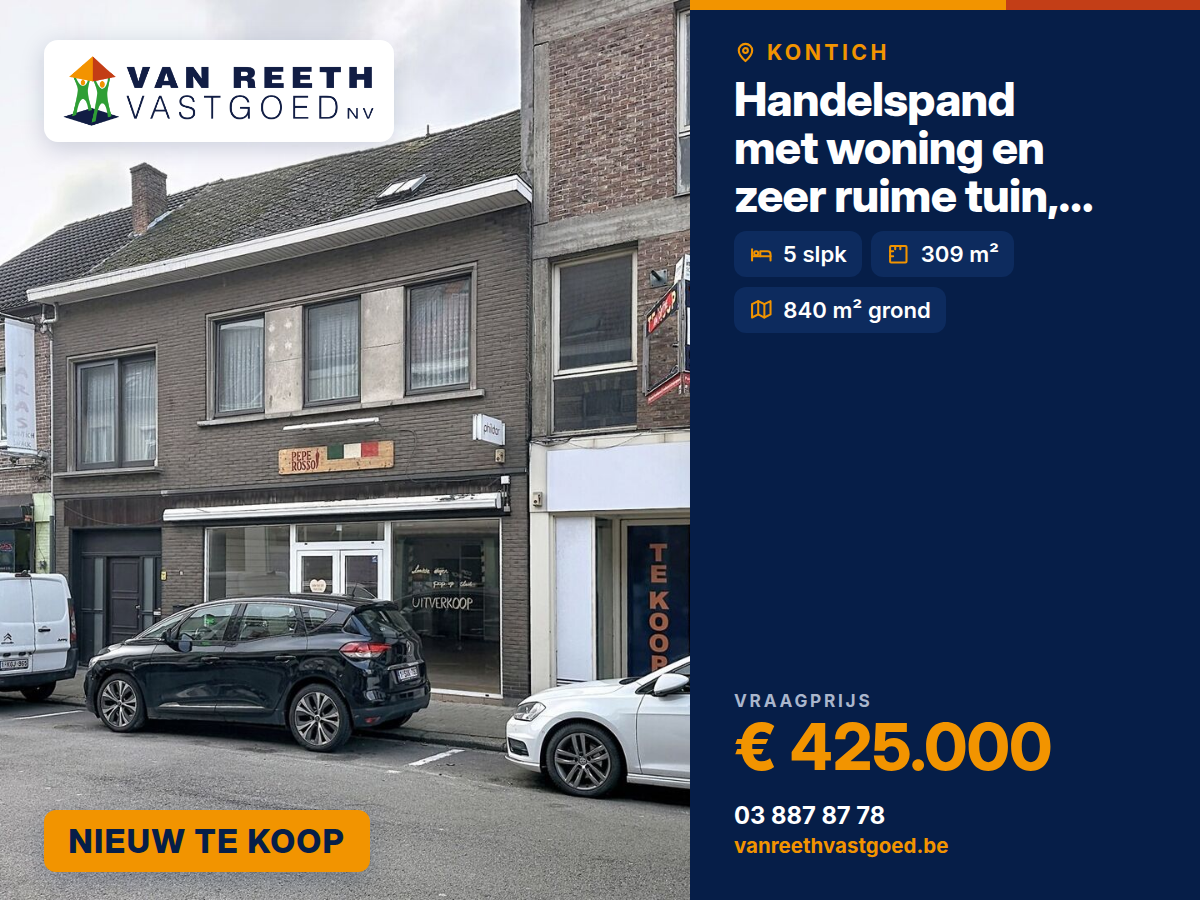 VAN REETH
VASTGOED NV
KONTICH
Handelspand
met woning en
zeer ruime tuin,...
5 slpk
309 m²
840 m² grond
PEPE
ROSSO
phildar
UITVERKOOP
TE KOOP
NIEUW TE KOOP
VRAAGPRIJS
€ 425.000
03 887 87 78
vanreethvastgoed.be